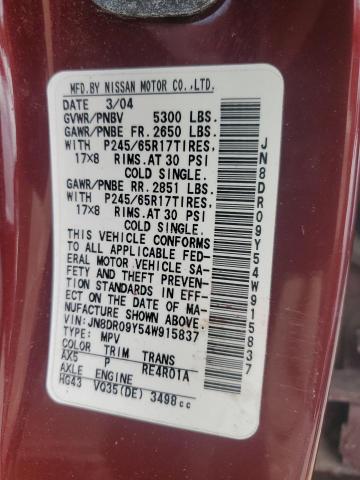 MFD.BY NISSAN MOTOR CO.,LTD.
DATE 3/04
GVWR/PNBV 5300 LBS.
GAWR/PNBE FR.2650 LBS.
WITH P245/65R17TIRES,
17X8 RIMS.AT 30 PSI
COLD SINGLE.
GAWR/PNBE RR.2851 LBS.
WITH P245/65R17TIRES,
17X8 RIMS.AT 30 PSI
COLD SINGLE.
THIS VEHICLE CONFORMS
TO ALL APPLICABLE FED-
ERAL MOTOR VEHICLE SA-
FETY AND THEFT PREVEN-
TION STANDARDS IN EFF-
ECT ON THE DATE OF MA-
NUFACTURE SHOWN ABOVE.
VIN:JN8DR09Y54W915837
TYPE: MPV
COLOR TRIM TRANS
AX5 P RE4R01A
AXLE ENGINE
HG43 VQ35(DE) 3498cc
JN8DR09Y54W915837